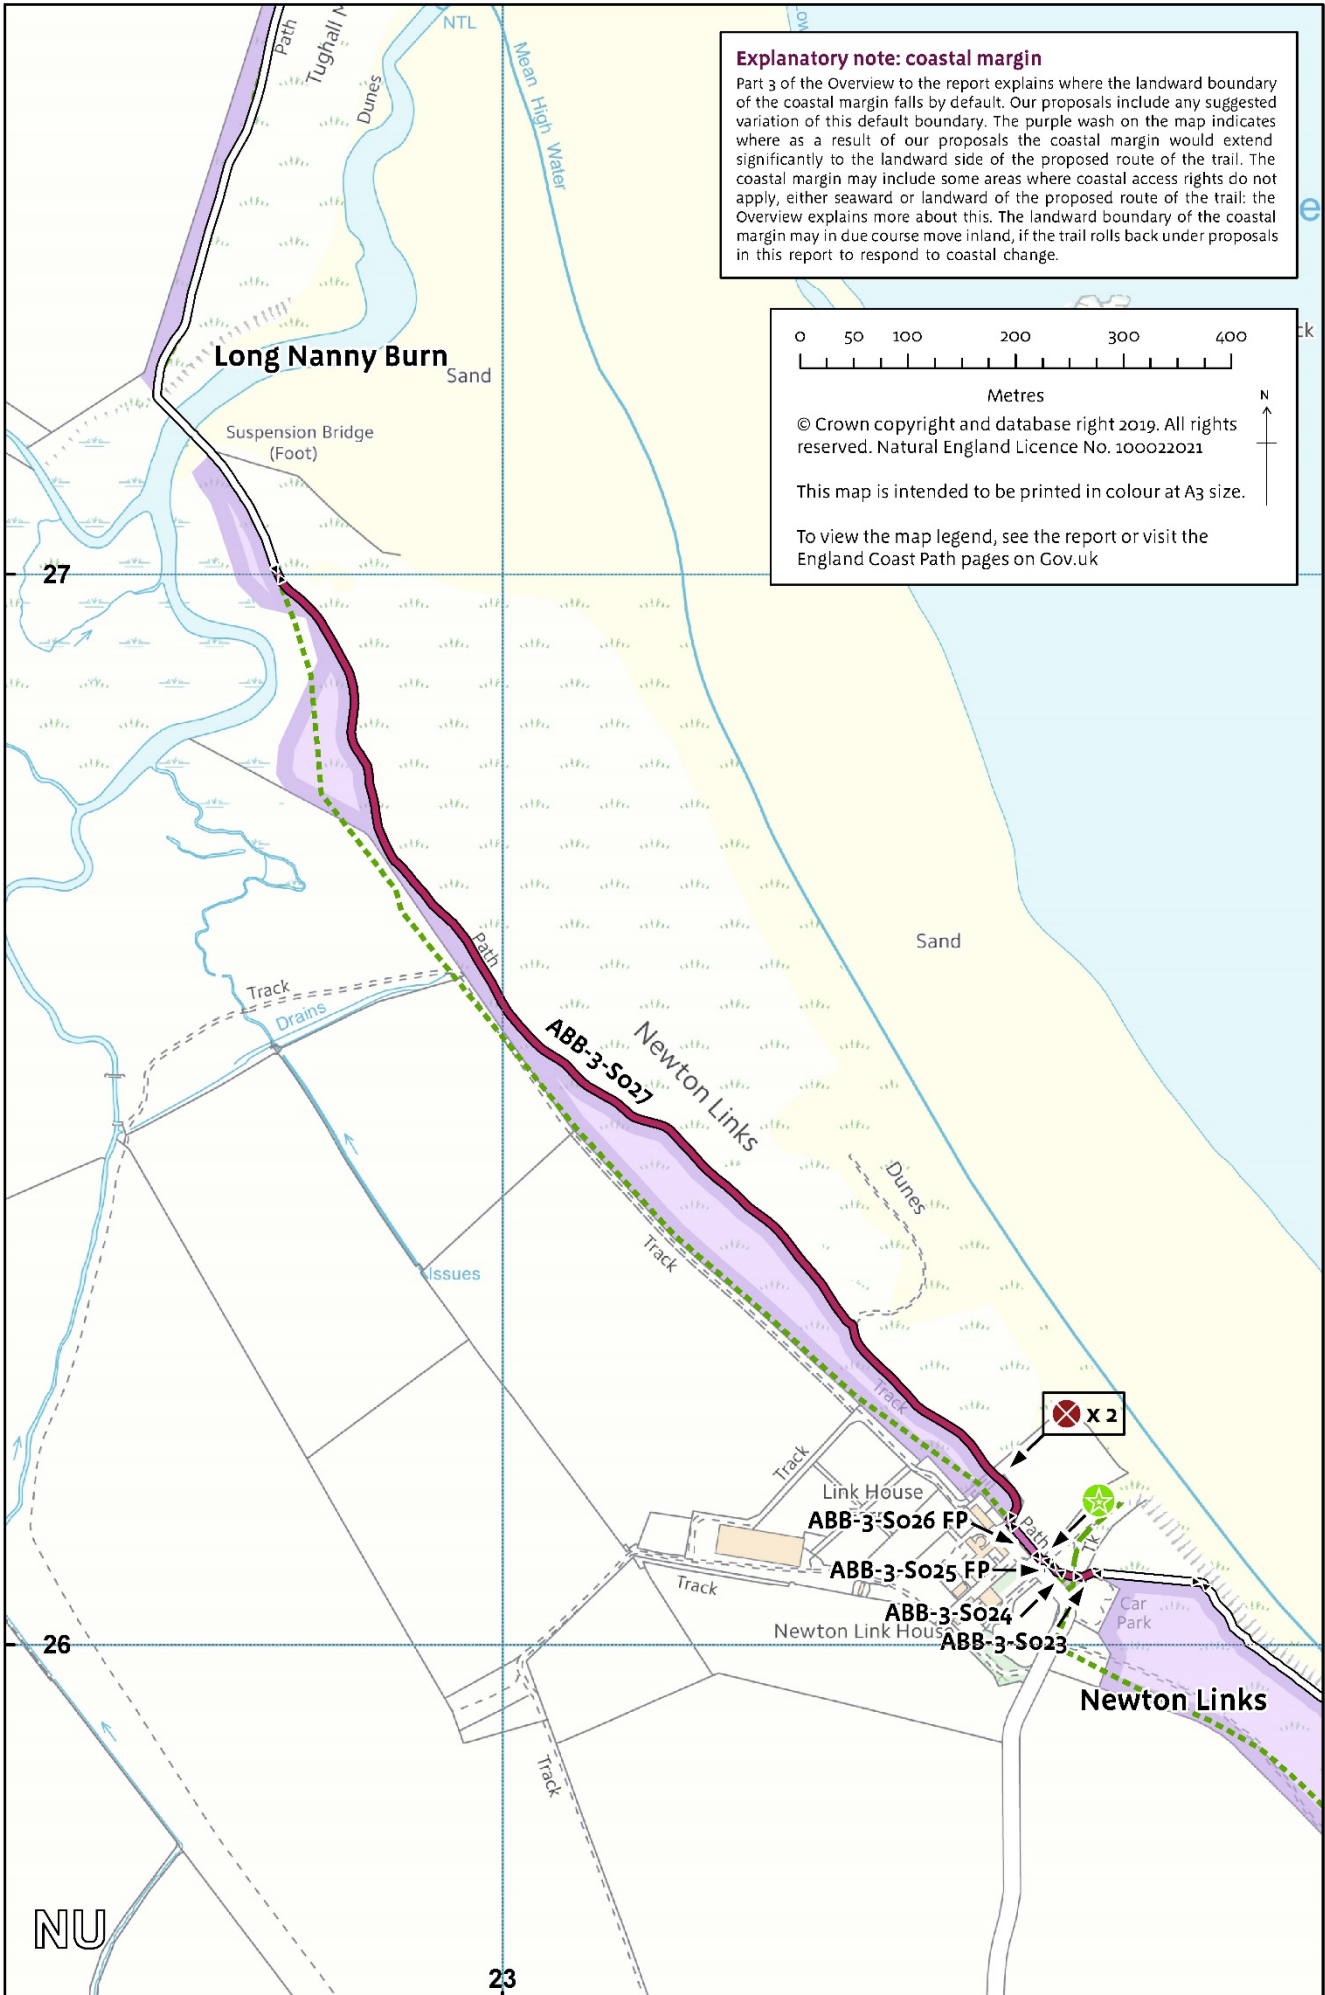 Path
Tughall M
Dunes
NTL
Mean High Water
Low
Explanatory note: coastal margin
Part 3 of the Overview to the report explains where the landward boundary
of the coastal margin falls by default. Our proposals include any suggested
variation of this default boundary. The purple wash on the map indicates
where as a result of our proposals the coastal margin would extend
significantly to the landward side of the proposed route of the trail. The
coastal margin may include some areas where coastal access rights do not
apply, either seaward or landward of the proposed route of the trail: the
Overview explains more about this. The landward boundary of the coastal
margin may in due course move inland, if the trail rolls back under proposals
in this report to respond to coastal change.
e
ck
0 50 100 200 300 400
Metres
N
© Crown copyright and database right 2019. All rights
reserved. Natural England Licence No. 100022021
This map is intended to be printed in colour at A3 size.
To view the map legend, see the report or visit the
England Coast Path pages on Gov.uk
Long Nanny Burn
Sand
Suspension Bridge
(Foot)
27
Sand
Path
Track
Drains
ABB-3-S027
Newton Links
Dunes
Track
Issues
Track
X 2
Track
Link House
ABB-3-S026 FP
Path
Tk
ABB-3-S025 FP
Track
ABB-3-S024
Car
Park
Newton Link House
ABB-3-S023
26
Newton Links
Track
NU
23